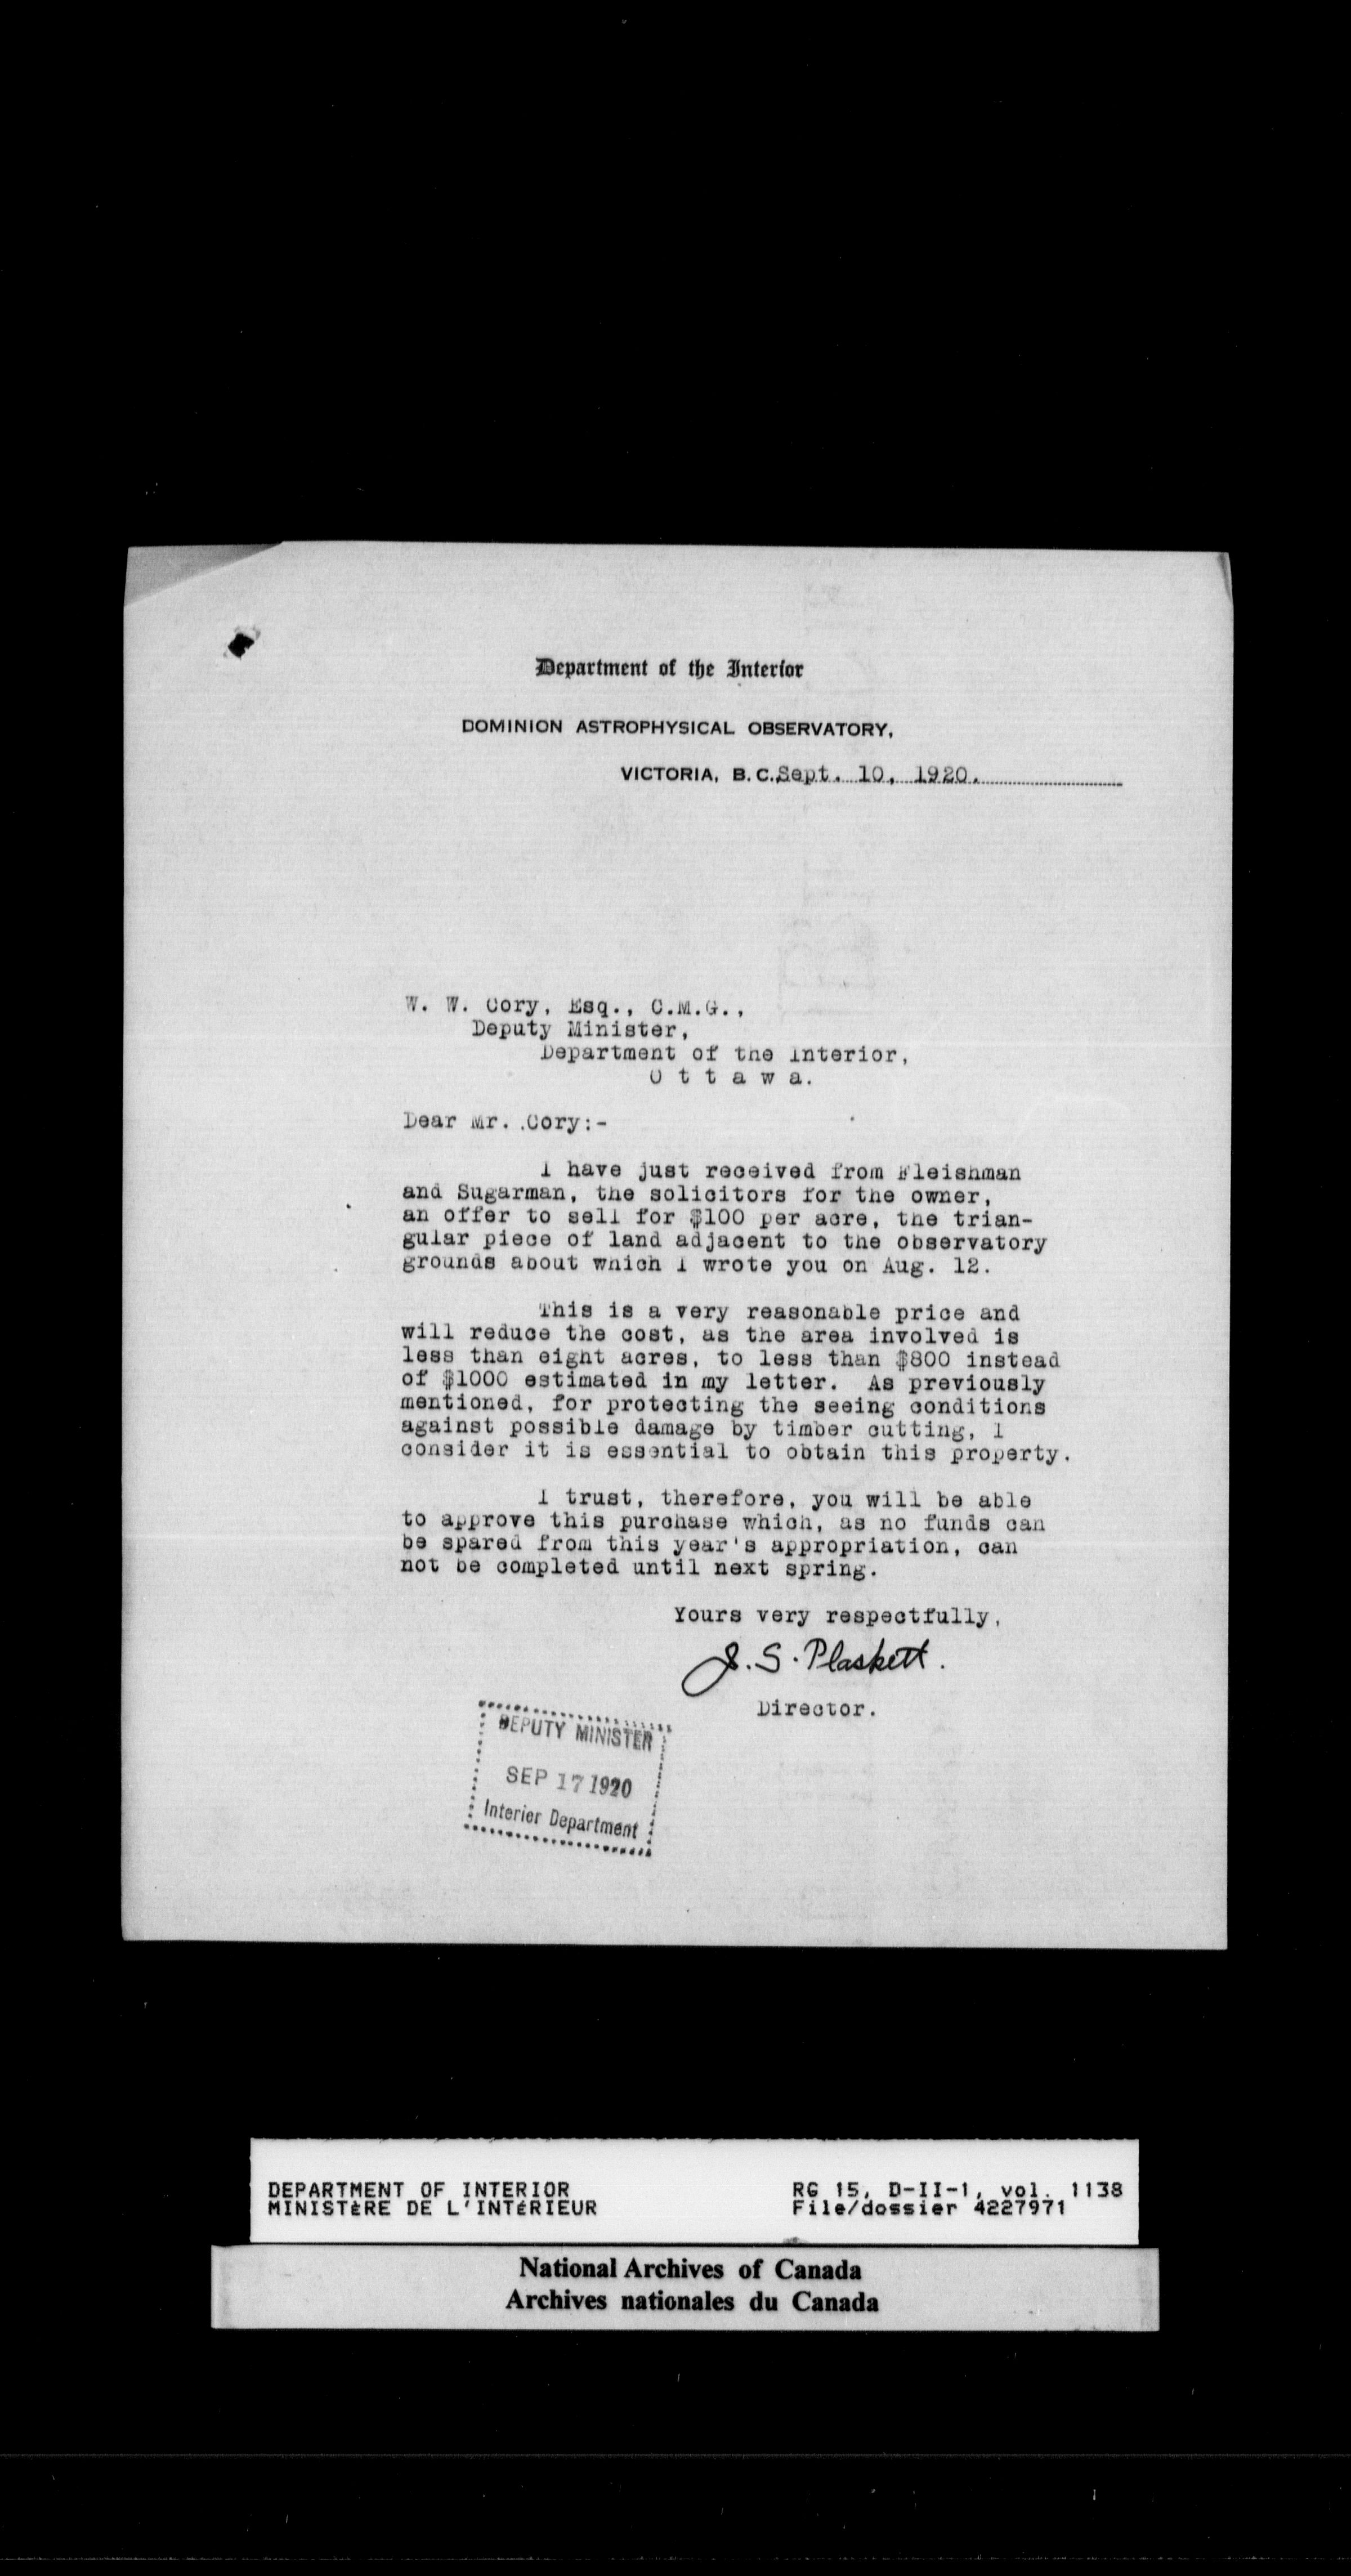 Department of the Interior
DOMINION ASTROPHYSICAL OBSERVATORY,
VICTORIA, B.C. Sept. 10, 1920.
W. W. Cory, Esq., C.M.G.,
Deputy Minister,
Department of the Interior,
O t t a w a.
Dear Mr. .Cory:-
I have just received from Fleishman
and Sugarman, the solicitors for the owner,
an offer to sell for $100 per acre, the trian-
gular piece of land adjacent to the observatory
grounds about which I wrote you on Aug. 12.
This is a very reasonable price and
will reduce the cost, as the area involved is
less than eight acres, to less than $800 instead
of $1000 estimated in my letter. As previously
mentioned, for protecting the seeing conditions
against possible damage by timber cutting, I
consider it is essential to obtain this property.
I trust, therefore, you will be able
to approve this purchase which, as no funds can
be spared from this year's appropriation, can
not be completed until next spring.
Yours very respectfully,
J. S. Plaskett.
Director.
DEPUTY MINISTER
SEP 17 1920
Interior Department
DEPARTMENT OF INTERIOR
MINISTÈRE DE L'INTÉRIEUR
RG 15, D-II-1, vol. 1138
File/dossier 4227971
National Archives of Canada
Archives nationales du Canada